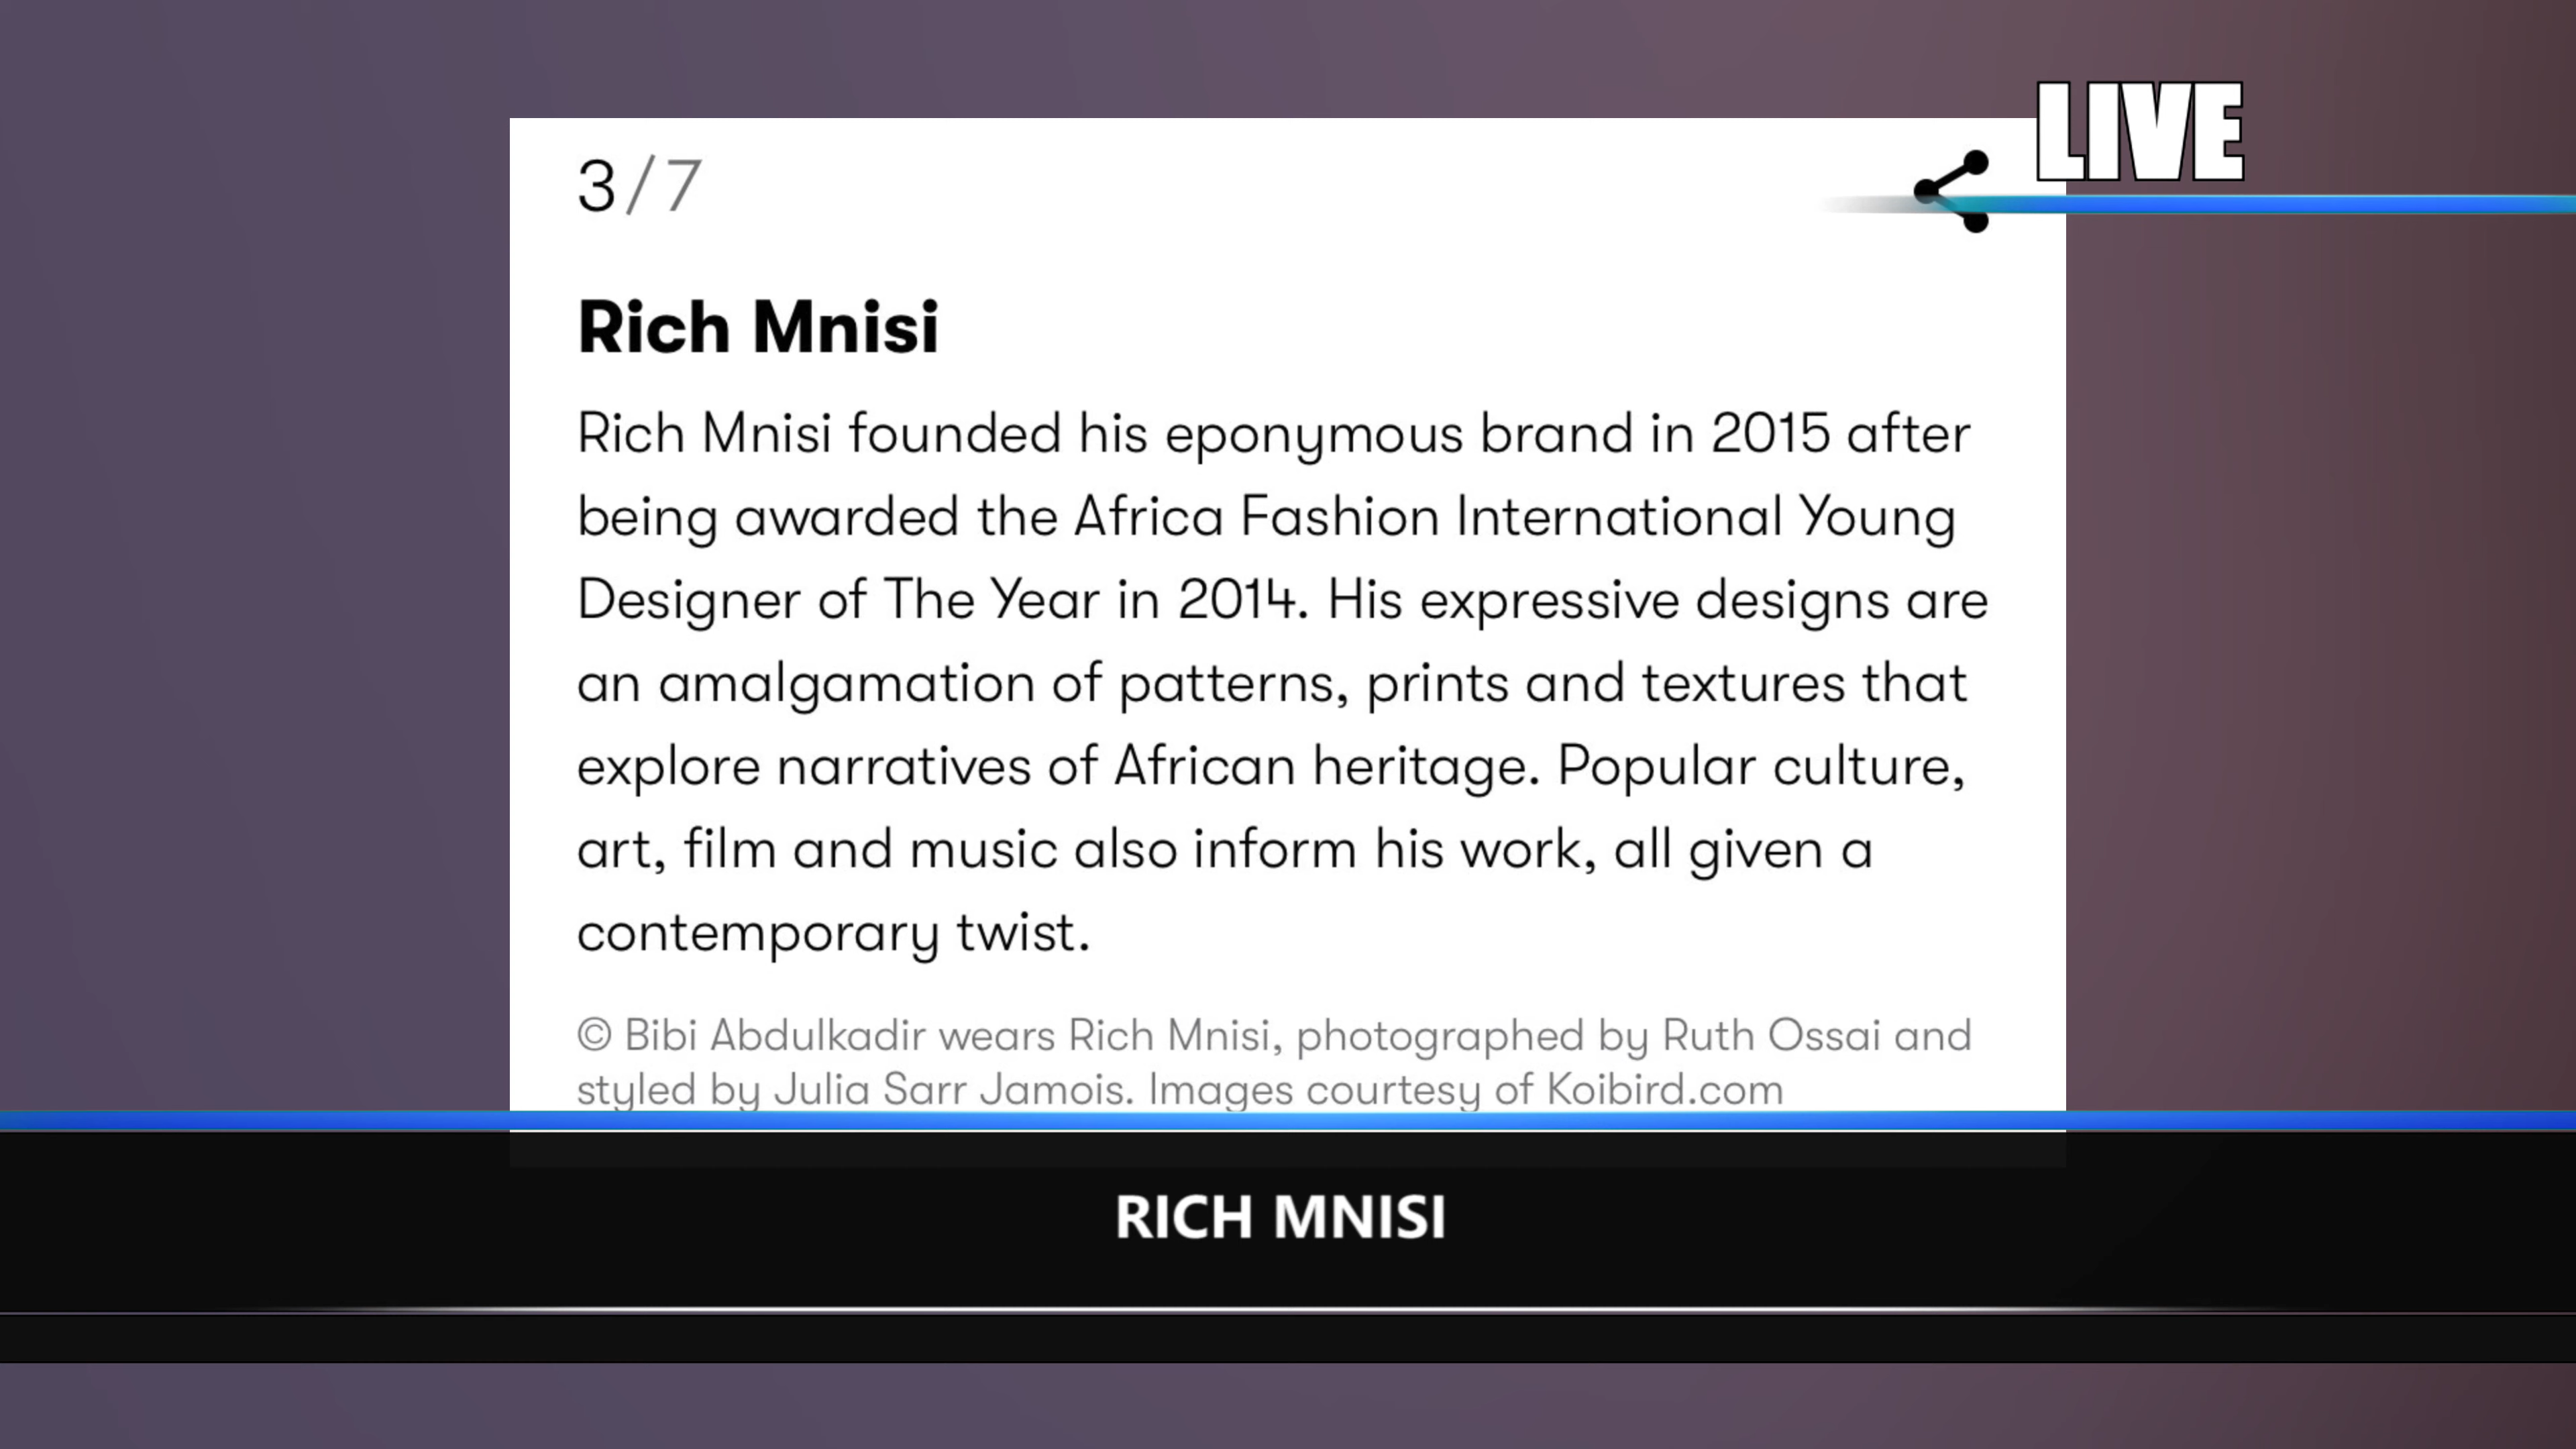 LIVE
3/7
Rich Mnisi
Rich Mnisi founded his eponymous brand in 2015 after
being awarded the Africa Fashion International Young
Designer of The Year in 2014. His expressive designs are
an amalgamation of patterns, prints and textures that
explore narratives of African heritage. Popular culture,
art, film and music also inform his work, all given a
contemporary twist.
© Bibi Abdulkadir wears Rich Mnisi, photographed by Ruth Ossai and
styled by Julia Sarr Jamois. Images courtesy of Koibird.com
RICH MNISI